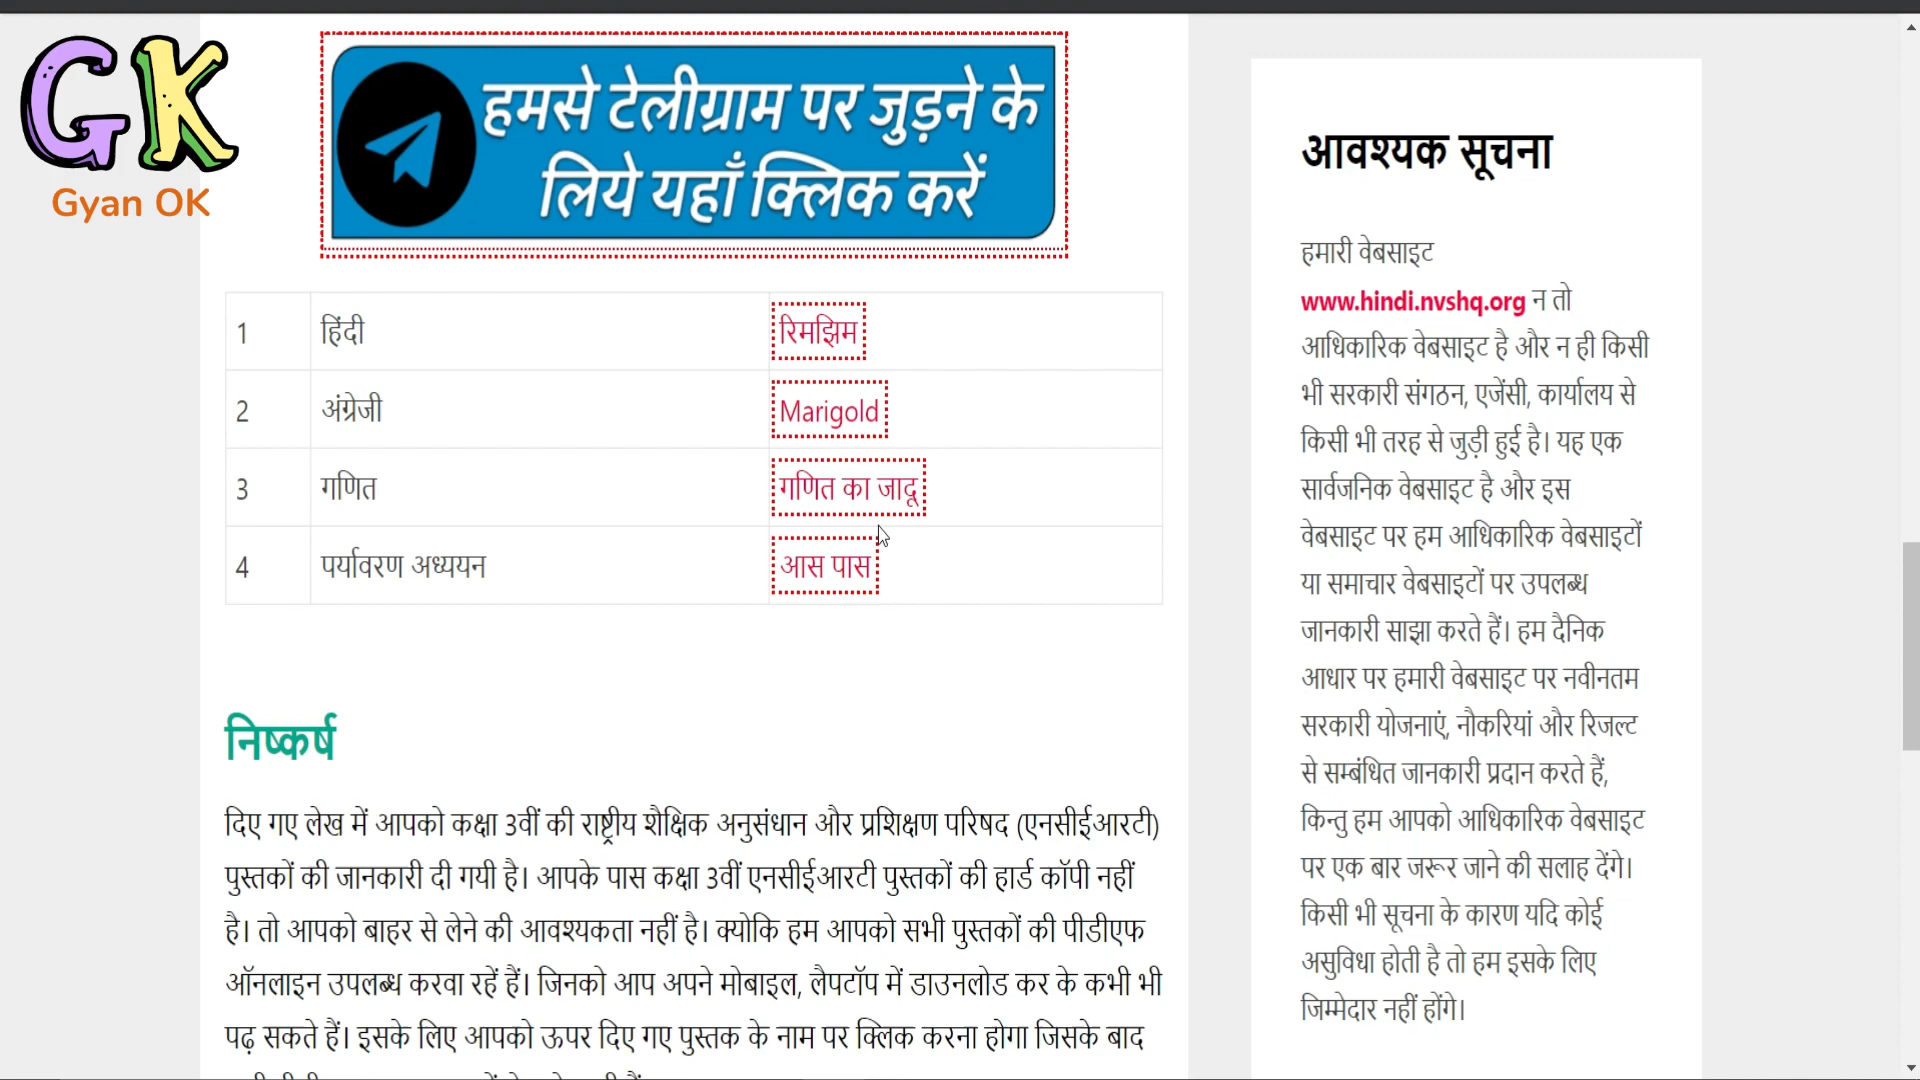 GK
Gyan OK
हमसे टेलीग्राम पर जुड़ने के
लिये यहाँ क्लिक करें
1 हिंदी रिमझिम
2 अंग्रेजी Marigold
3 गणित गणित का जादू
4 पर्यावरण अध्ययन आस पास
निष्कर्ष
दिए गए लेख में आपको कक्षा 3वीं की राष्ट्रीय शैक्षिक अनुसंधान और प्रशिक्षण परिषद (एनसीईआरटी)
पुस्तकों की जानकारी दी गयी है। आपके पास कक्षा 3वीं एनसीईआरटी पुस्तकों की हार्ड कॉपी नहीं
है। तो आपको बाहर से लेने की आवश्यकता नहीं है। क्योकि हम आपको सभी पुस्तकों की पीडीएफ
ऑनलाइन उपलब्ध करवा रहें हैं। जिनको आप अपने मोबाइल, लैपटॉप में डाउनलोड कर के कभी भी
पढ़ सकते हैं। इसके लिए आपको ऊपर दिए गए पुस्तक के नाम पर क्लिक करना होगा जिसके बाद
आवश्यक सूचना
हमारी वेबसाइट
www.hindi.nvshq.org न तो
आधिकारिक वेबसाइट है और न ही किसी
भी सरकारी संगठन, एजेंसी, कार्यालय से
किसी भी तरह से जुड़ी हुई है। यह एक
सार्वजनिक वेबसाइट है और इस
वेबसाइट पर हम आधिकारिक वेबसाइटों
या समाचार वेबसाइटों पर उपलब्ध
जानकारी साझा करते हैं। हम दैनिक
आधार पर हमारी वेबसाइट पर नवीनतम
सरकारी योजनाएं, नौकरियां और रिजल्ट
से सम्बंधित जानकारी प्रदान करते हैं,
किन्तु हम आपको आधिकारिक वेबसाइट
पर एक बार जरूर जाने की सलाह देंगे।
किसी भी सूचना के कारण यदि कोई
असुविधा होती है तो हम इसके लिए
जिम्मेदार नहीं होंगे।